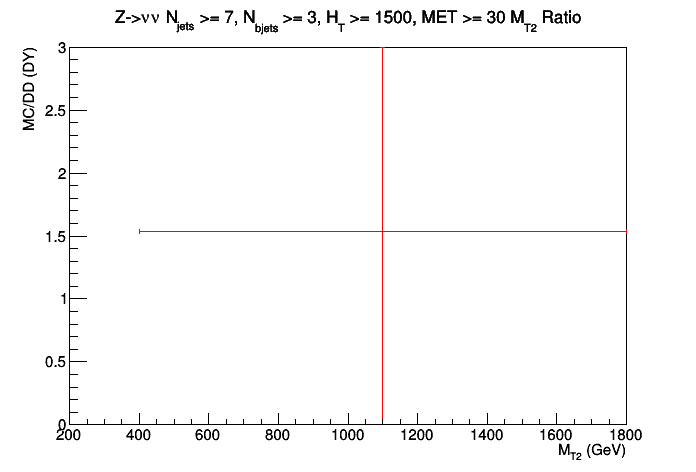 Z->νν N_jets >= 7, N_bjets >= 3, H_T >= 1500, MET >= 30 M_T2 Ratio
MC/DD (DY)
3
2.5
2
1.5
1
0.5
0
200 400 600 800 1000 1200 1400 1600 1800
M_T2 (GeV)